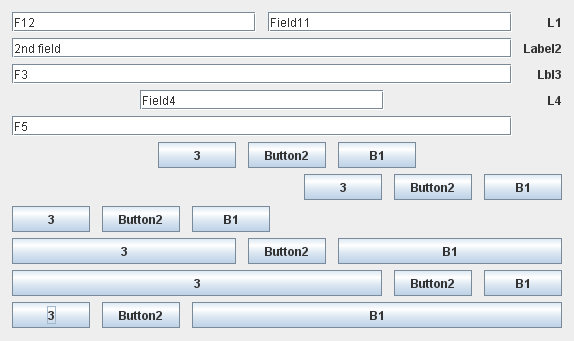 F12 Field11 L1
2nd field Label2
F3 Lbl3
Field4 L4
F5
3 Button2 B1
3 Button2 B1
3 Button2 B1
3 Button2 B1
3 Button2 B1
3 Button2 B1